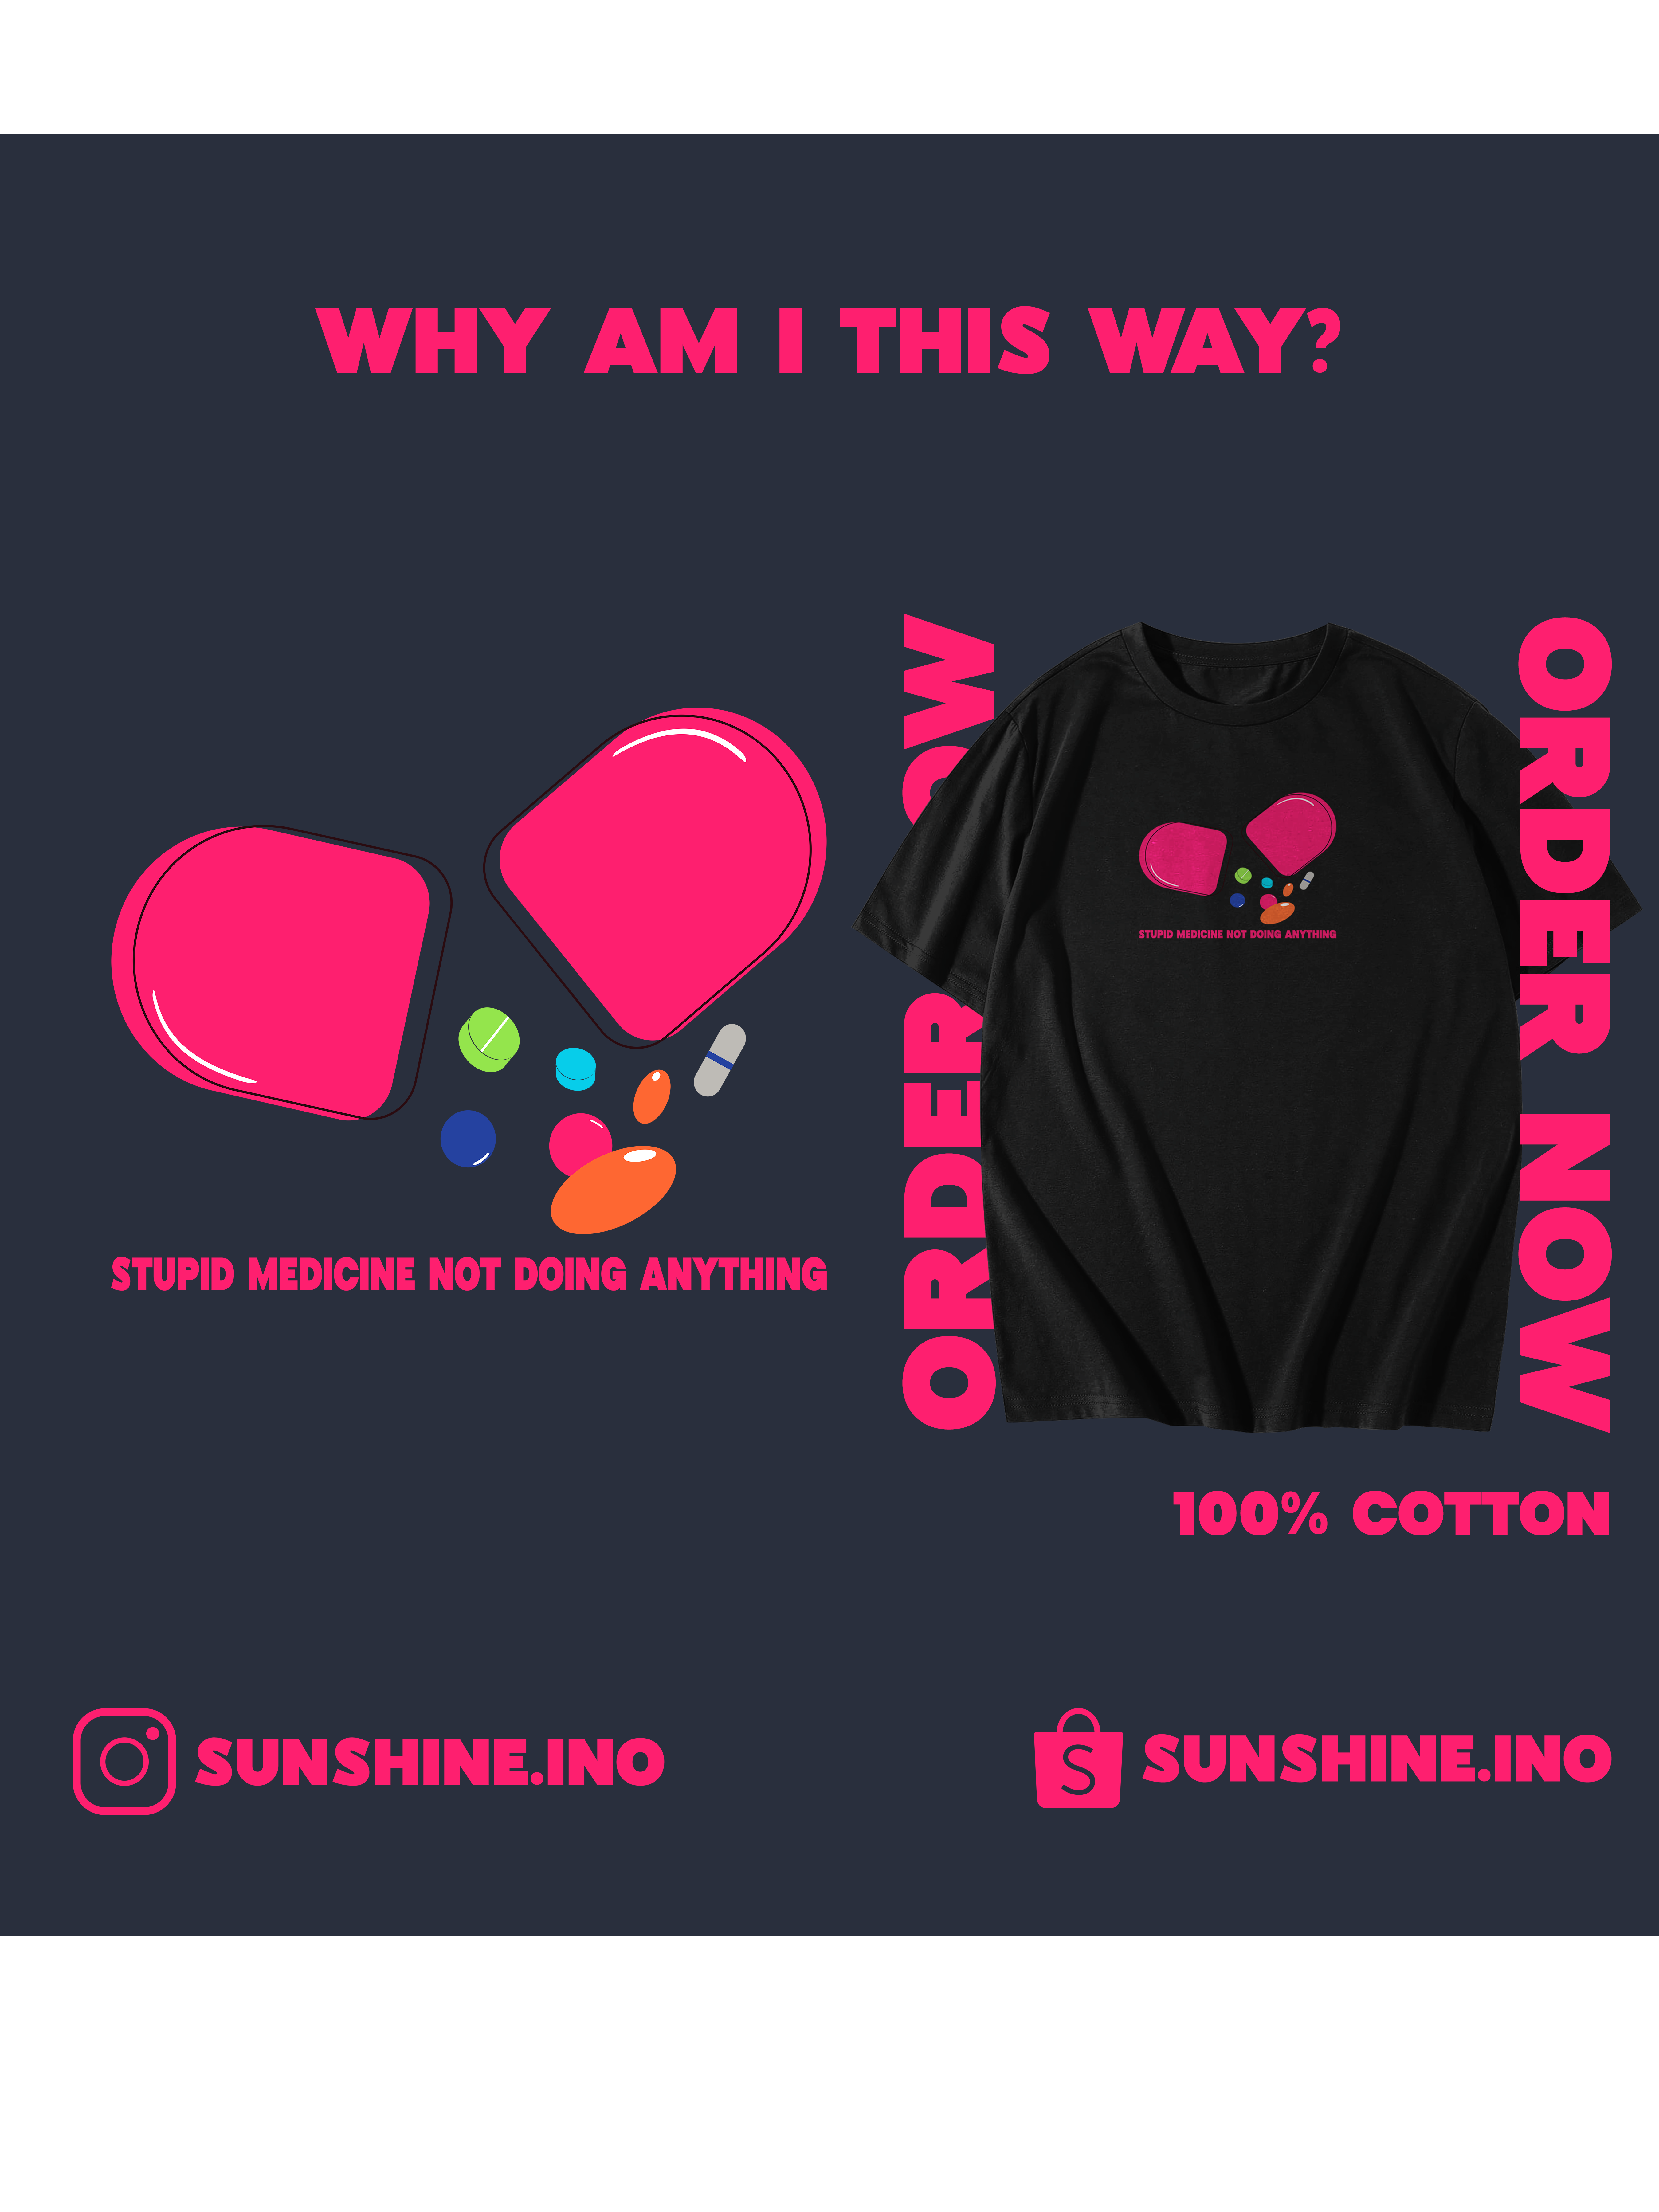 WHY AM I THIS WAY?
STUPID MEDICINE NOT DOING ANYTHING
ORDER OW
STUPID MEDICINE NOT DOING ANYTHING
ORDER NOW
100% COTTON
SUNSHINE.INO
S SUNSHINE.INO